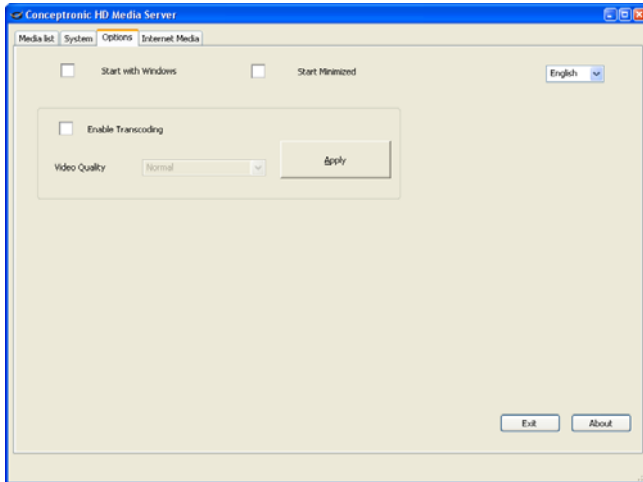 Conceptronic HD Media Server
Media list System Options Internet Media
Start with Windows Start Minimized English
Enable Transcoding
Video Quality Normal Apply
Exit About